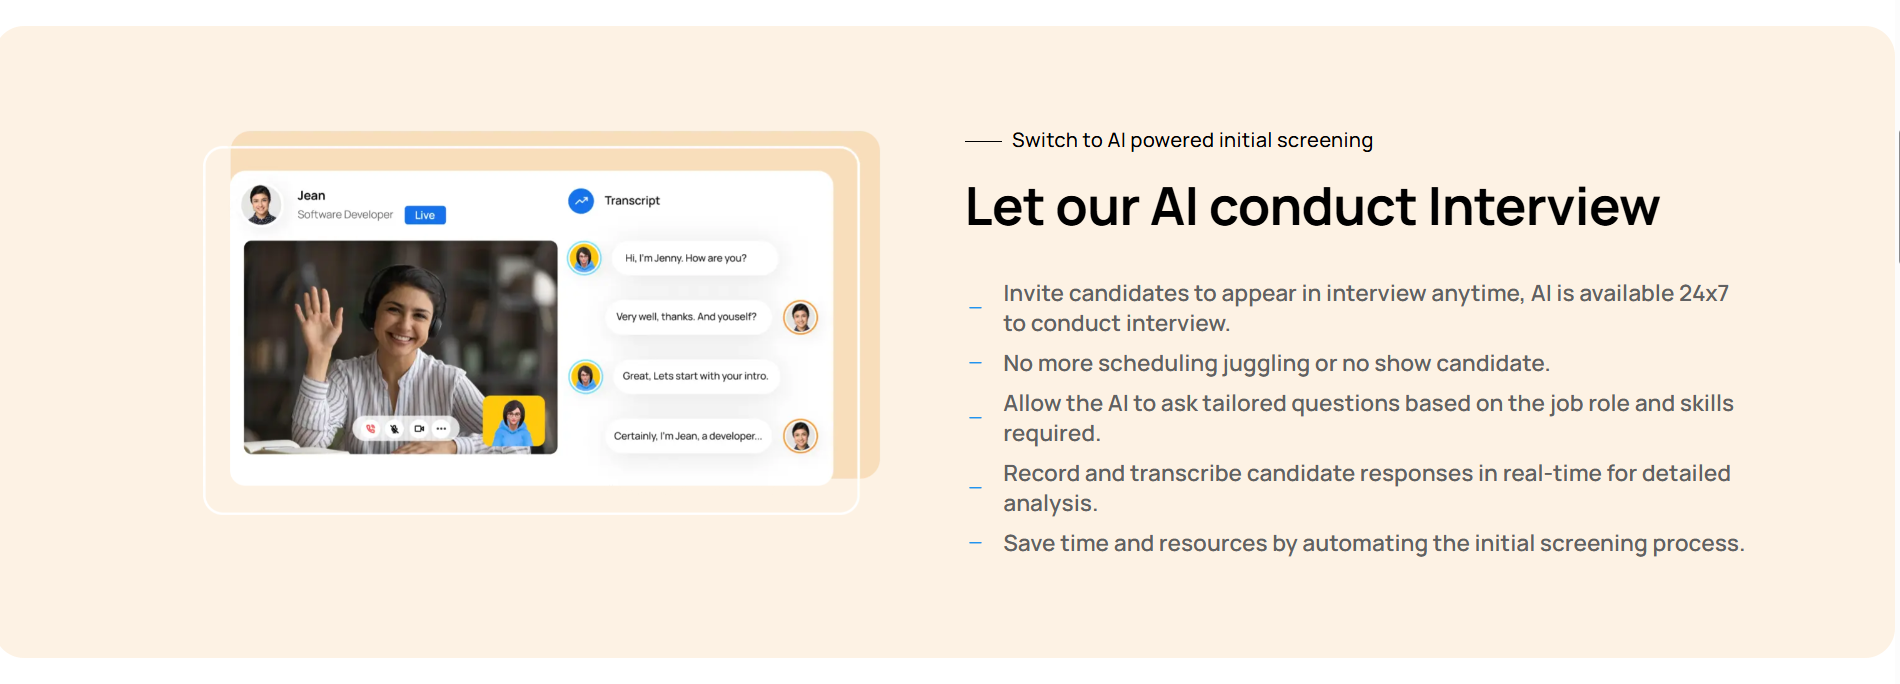 Jean
Software Developer
Live
Transcript
Hi, I'm Jenny. How are you?
Very well, thanks. And youself?
Great, Lets start with your intro.
Certainly, I'm Jean, a developer...
Switch to AI powered initial screening
Let our AI conduct Interview
Invite candidates to appear in interview anytime, AI is available 24x7
to conduct interview.
No more scheduling juggling or no show candidate.
Allow the AI to ask tailored questions based on the job role and skills
required.
Record and transcribe candidate responses in real-time for detailed
analysis.
Save time and resources by automating the initial screening process.